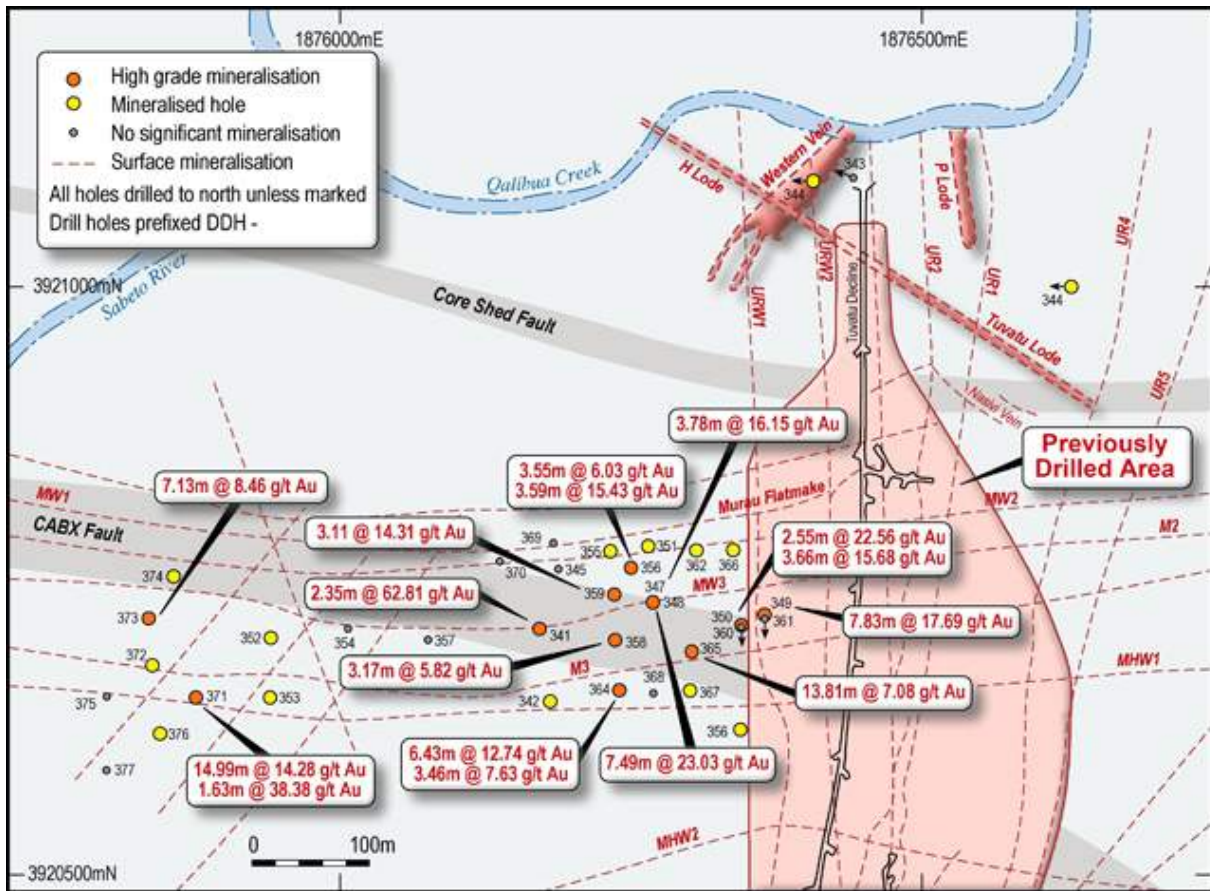 1876000mE
1876500mE
High grade mineralisation
Mineralised hole
No significant mineralisation
Surface mineralisation
All holes drilled to north unless marked
Drill holes prefixed DDH -
Qalibua Creek
Sabeto River
3921000mN
Core Shed Fault
H Lode
Western Vein
343
344
P Lode
URW1
URW2
UR2
UR1
UR4
UR5
344
Tuvatu Decline
Tuvatu Lode
Nasivi Vein
Previously
Drilled Area
3.78m @ 16.15 g/t Au
3.55m @ 6.03 g/t Au
3.59m @ 15.43 g/t Au
7.13m @ 8.46 g/t Au
Murau Flatmake
MW1
MW2
M2
CABX Fault
3.11 @ 14.31 g/t Au
2.55m @ 22.56 g/t Au
3.66m @ 15.68 g/t Au
369
355
351
370
345
356
362
366
374
MW3
2.35m @ 62.81 g/t Au
359
347
348
349
350
360
361
7.83m @ 17.69 g/t Au
373
352
354
357
341
358
365
MHW1
3.17m @ 5.82 g/t Au
M3
372
375
371
353
342
364
368
367
13.81m @ 7.08 g/t Au
376
356
377
14.99m @ 14.28 g/t Au
1.63m @ 38.38 g/t Au
6.43m @ 12.74 g/t Au
3.46m @ 7.63 g/t Au
7.49m @ 23.03 g/t Au
MHW2
0
100m
3920500mN